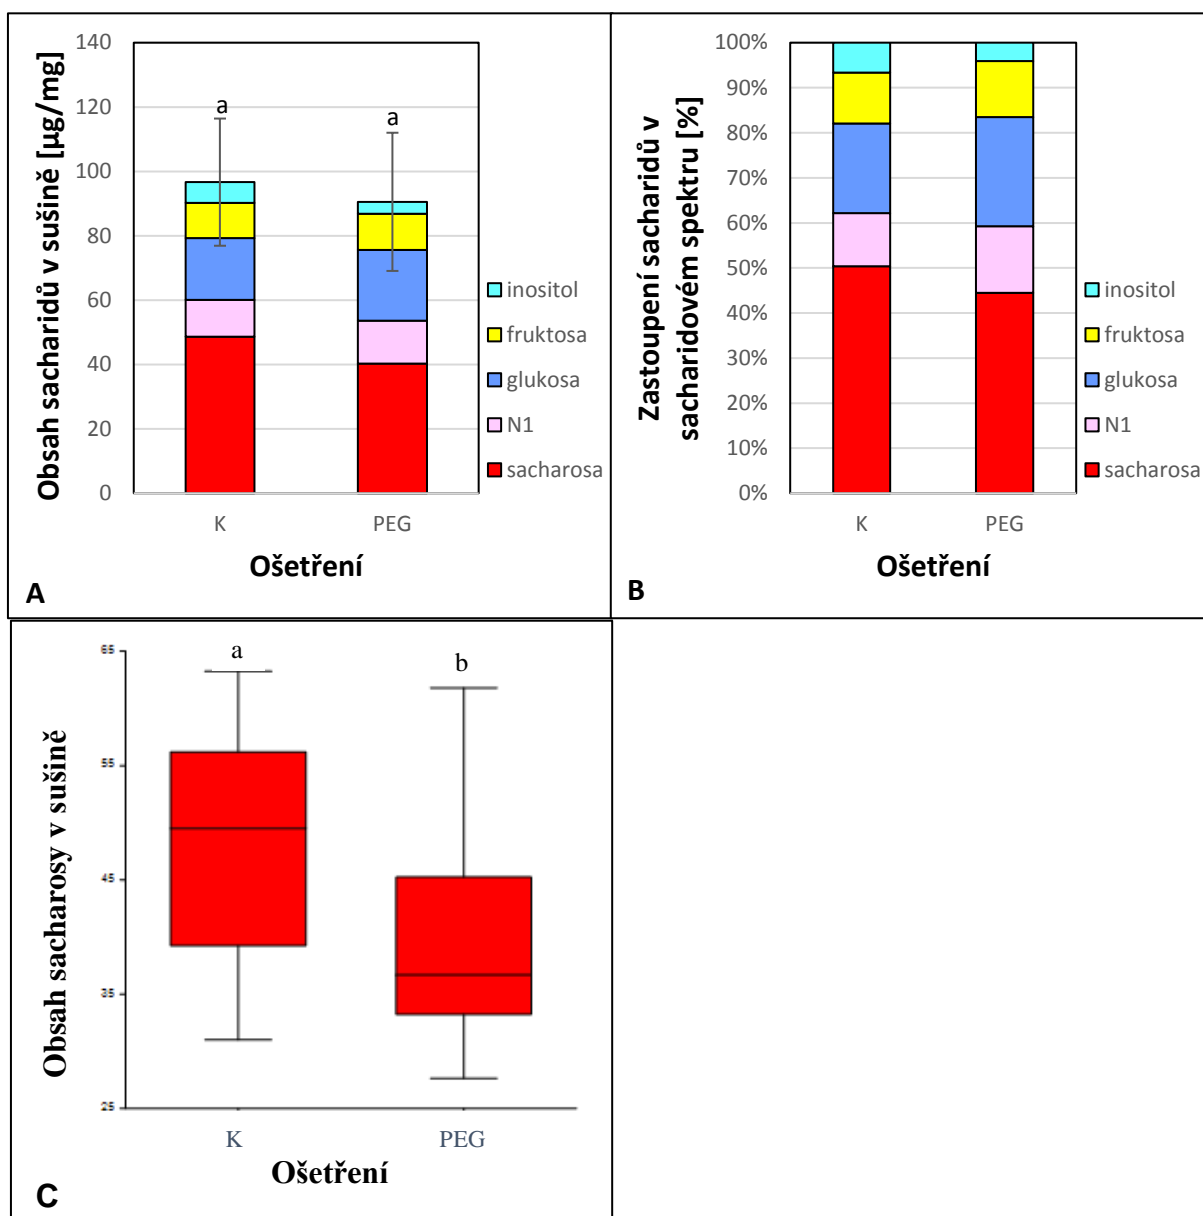 Obsah sacharidů v sušině [µg/mg]
140
120
100
80
60
40
20
0
a
a
K
PEG
Ošetření
inositol
fruktosa
glukosa
N1
sacharosa
A
Zastoupení sacharidů v
sacharidovém spektru [%]
100%
90%
80%
70%
60%
50%
40%
30%
20%
10%
0%
K
PEG
Ošetření
inositol
fruktosa
glukosa
N1
sacharosa
B
Obsah sacharosy v sušině
65
55
45
35
25
a
b
K
PEG
Ošetření
C